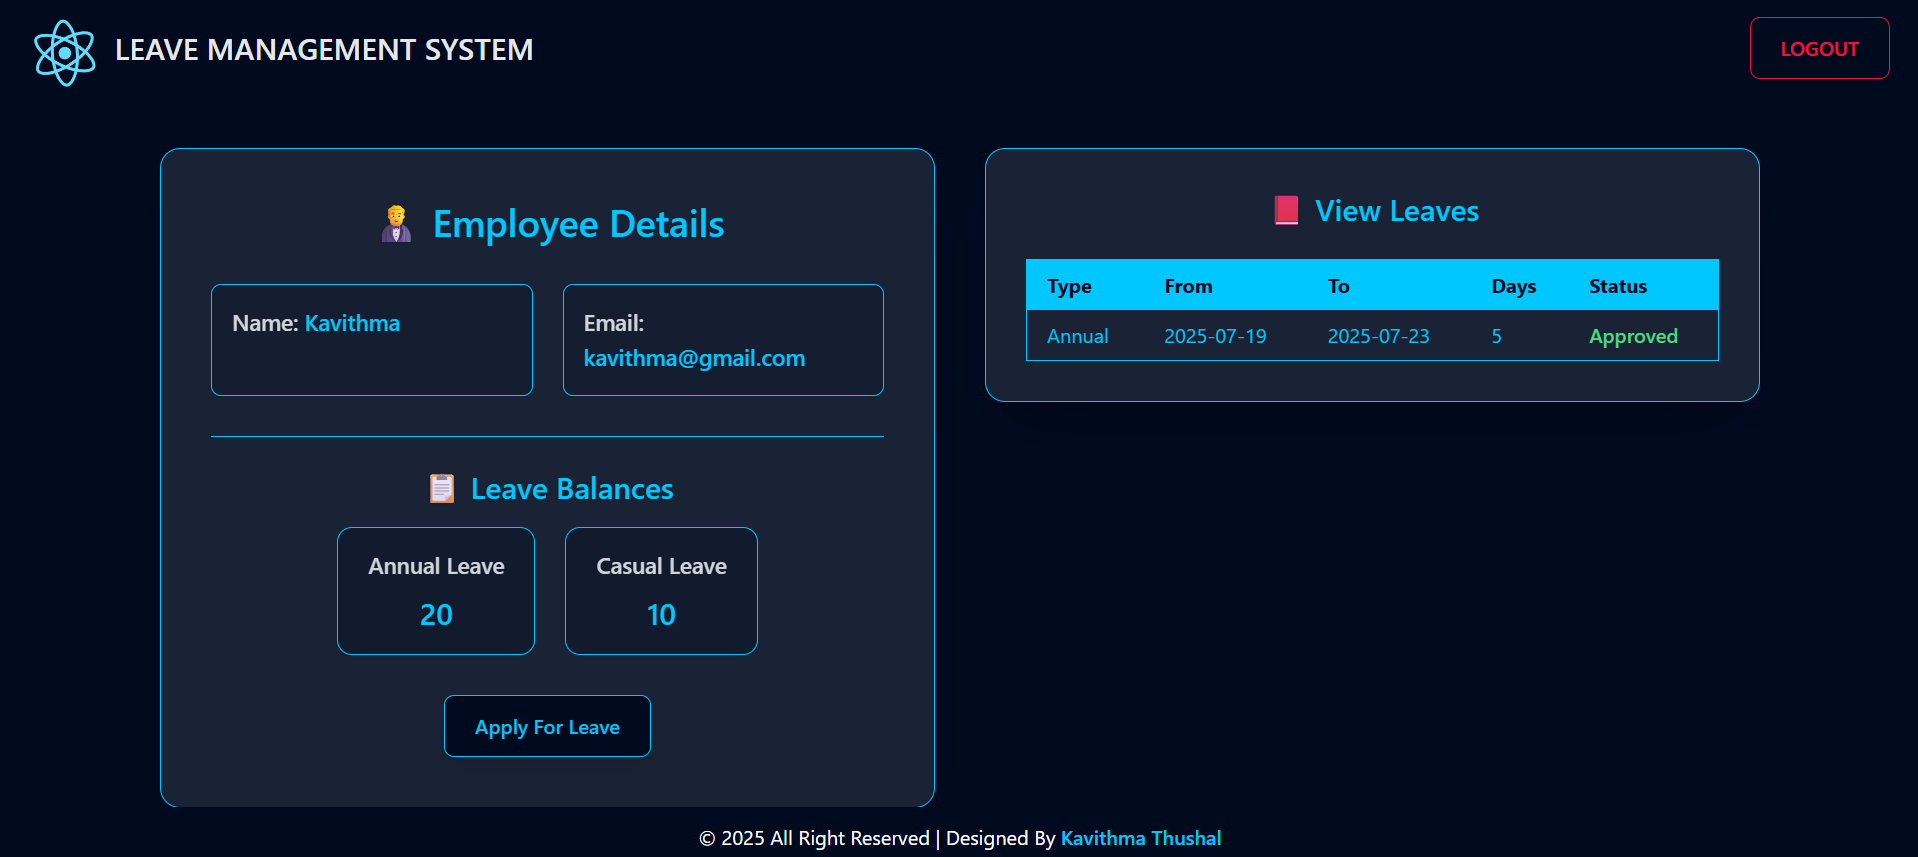 LEAVE MANAGEMENT SYSTEM
LOGOUT
Employee Details
Name: Kavithma
Email:
kavithma@gmail.com
Leave Balances
Annual Leave
20
Casual Leave
10
Apply For Leave
View Leaves
Type From To Days Status
Annual 2025-07-19 2025-07-23 5 Approved
© 2025 All Right Reserved | Designed By Kavithma Thushal